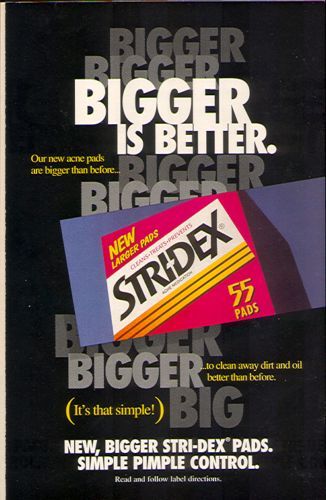 BIGGER
BIGGER
BIGGER
IS BETTER.
Our new acne pads
are bigger than before...
BIGGER
BIGGER
NEW
LARGER PADS
CLEANS•TREATS•PREVENTS
STRI-DEX®
ACNE MEDICATION
55
PADS
BIGGER
BIGGER
...to clean away dirt and oil
better than before.
(It's that simple!)
BIG
NEW, BIGGER STRI-DEX® PADS.
SIMPLE PIMPLE CONTROL.
Read and follow label directions.